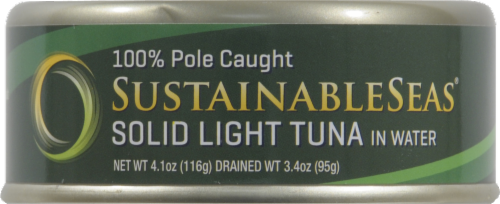 100% Pole Caught
SUSTAINABLESEAS®
SOLID LIGHT TUNA IN WATER
NET WT 4.1oz (116g) DRAINED WT 3.4oz (95g)